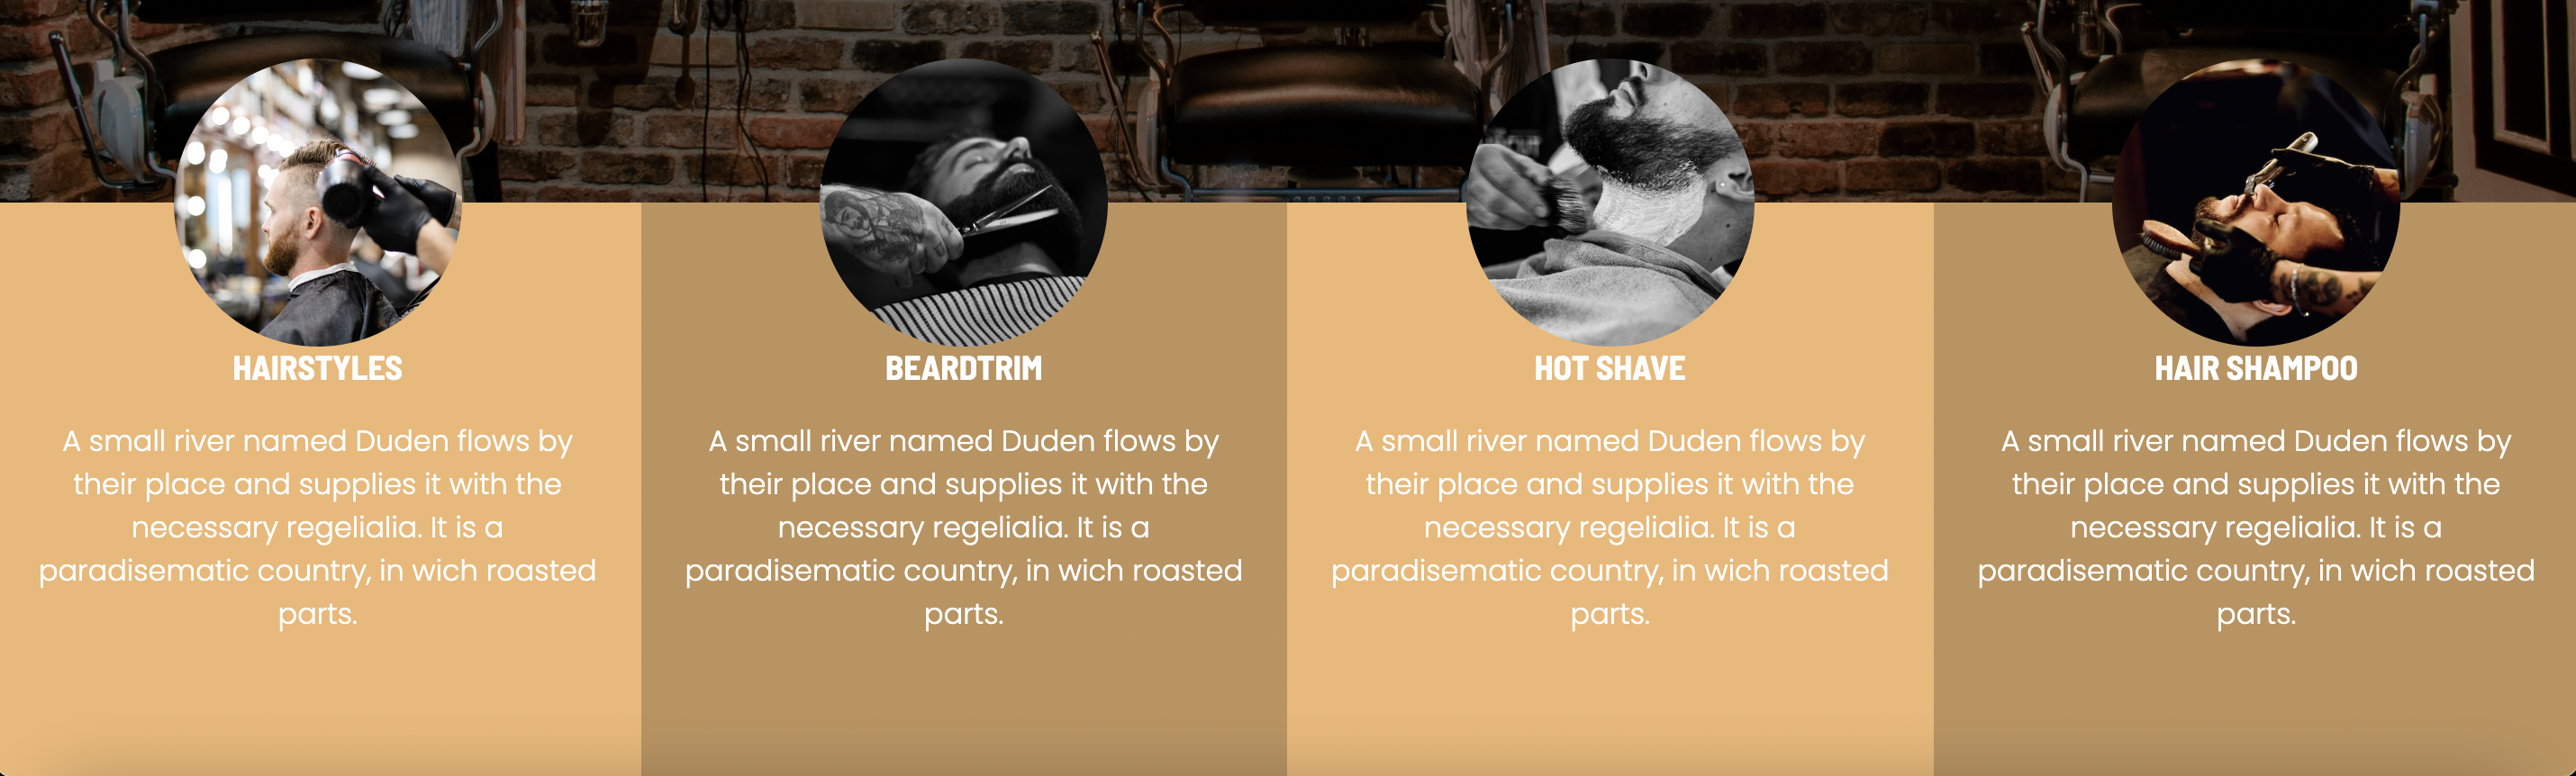 HAIRSTYLES
A small river named Duden flows by
their place and supplies it with the
necessary regelialia. It is a
paradisematic country, in wich roasted
parts.
BEARDTRIM
A small river named Duden flows by
their place and supplies it with the
necessary regelialia. It is a
paradisematic country, in wich roasted
parts.
HOT SHAVE
A small river named Duden flows by
their place and supplies it with the
necessary regelialia. It is a
paradisematic country, in wich roasted
parts.
HAIR SHAMPOO
A small river named Duden flows by
their place and supplies it with the
necessary regelialia. It is a
paradisematic country, in wich roasted
parts.